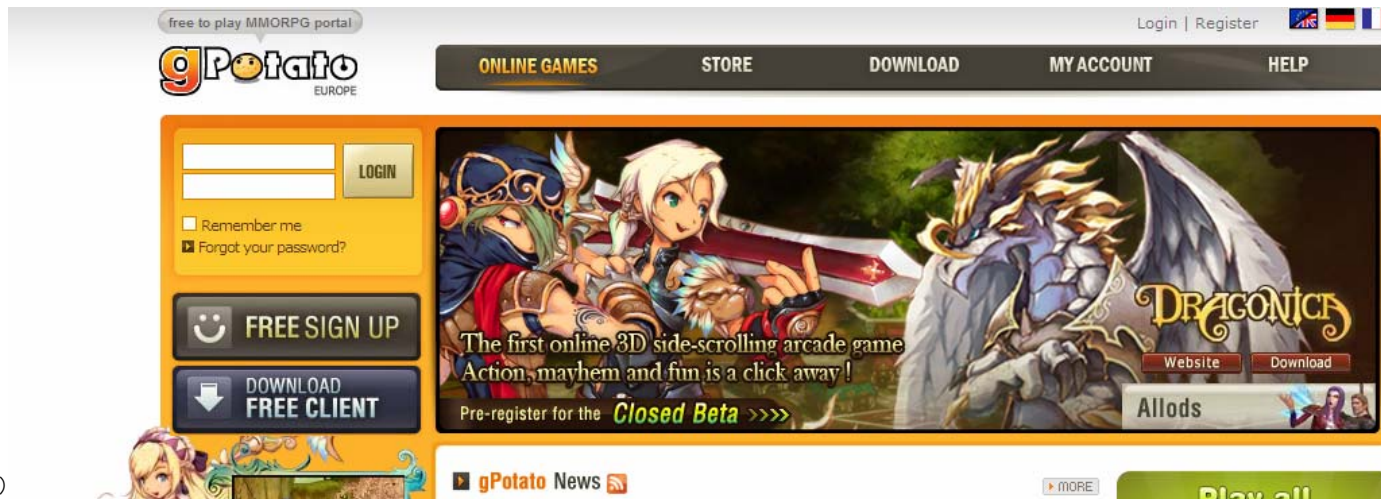 free to play MMORPG portal
Login | Register
gPotato
EUROPE
ONLINE GAMES
STORE
DOWNLOAD
MY ACCOUNT
HELP
LOGIN
Remember me
Forgot your password?
FREE SIGN UP
DOWNLOAD
FREE CLIENT
The first online 3D side-scrolling arcade game
Action, mayhem and fun is a click away !
Pre-register for the Closed Beta >>>>
DRAGONICA
Website
Download
Allods
gPotato News
MORE
Play all